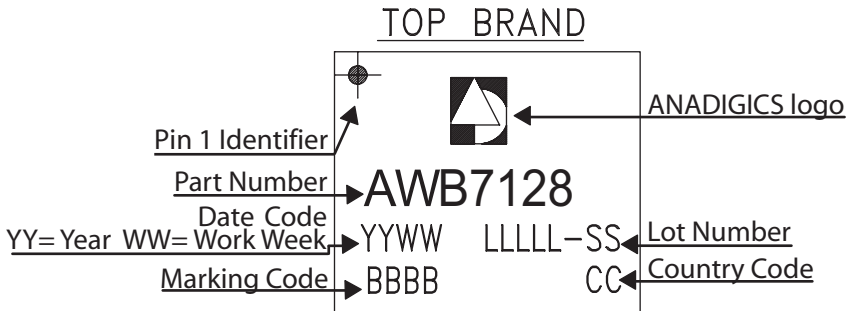 TOP BRAND
ANADIGICS logo
Pin 1 Identifier
Part Number
AWB7128
Date Code
YY= Year WW= Work Week
YYWW LLLLL-SS
Lot Number
Marking Code
BBBB CC
Country Code